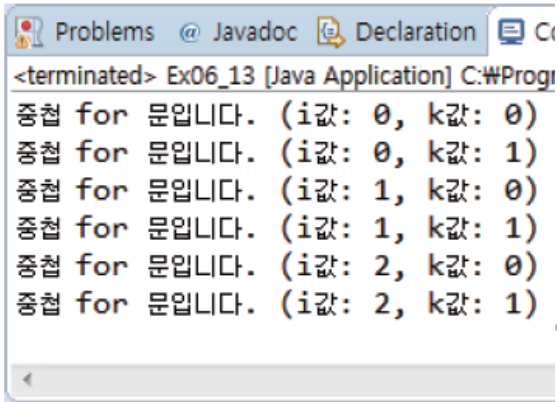 Problems @ Javadoc Declaration Co
<terminated> Ex06_13 [Java Application] C:₩Progr
중첩 for 문입니다. (i값: 0, k값: 0)
중첩 for 문입니다. (i값: 0, k값: 1)
중첩 for 문입니다. (i값: 1, k값: 0)
중첩 for 문입니다. (i값: 1, k값: 1)
중첩 for 문입니다. (i값: 2, k값: 0)
중첩 for 문입니다. (i값: 2, k값: 1)